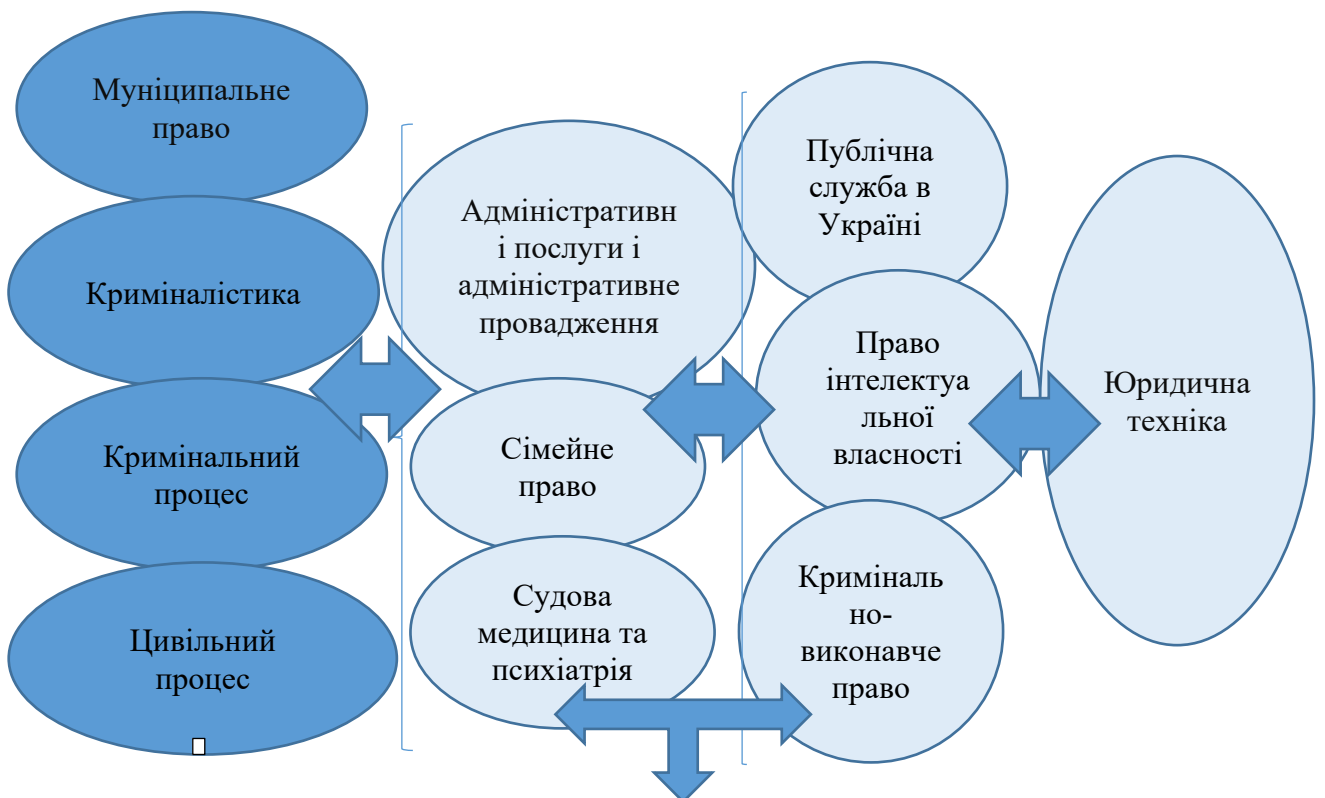 Муніципальне
право
Криміналістика
Кримінальний
процес
Цивільний
процес
Адміністративн
і послуги і
адміністративне
провадження
Сімейне
право
Судова
медицина та
психіатрія
Публічна
служба в
Україні
Право
інтелектуа
льної
власності
Криміналь
но-
виконавче
право
Юридична
техніка